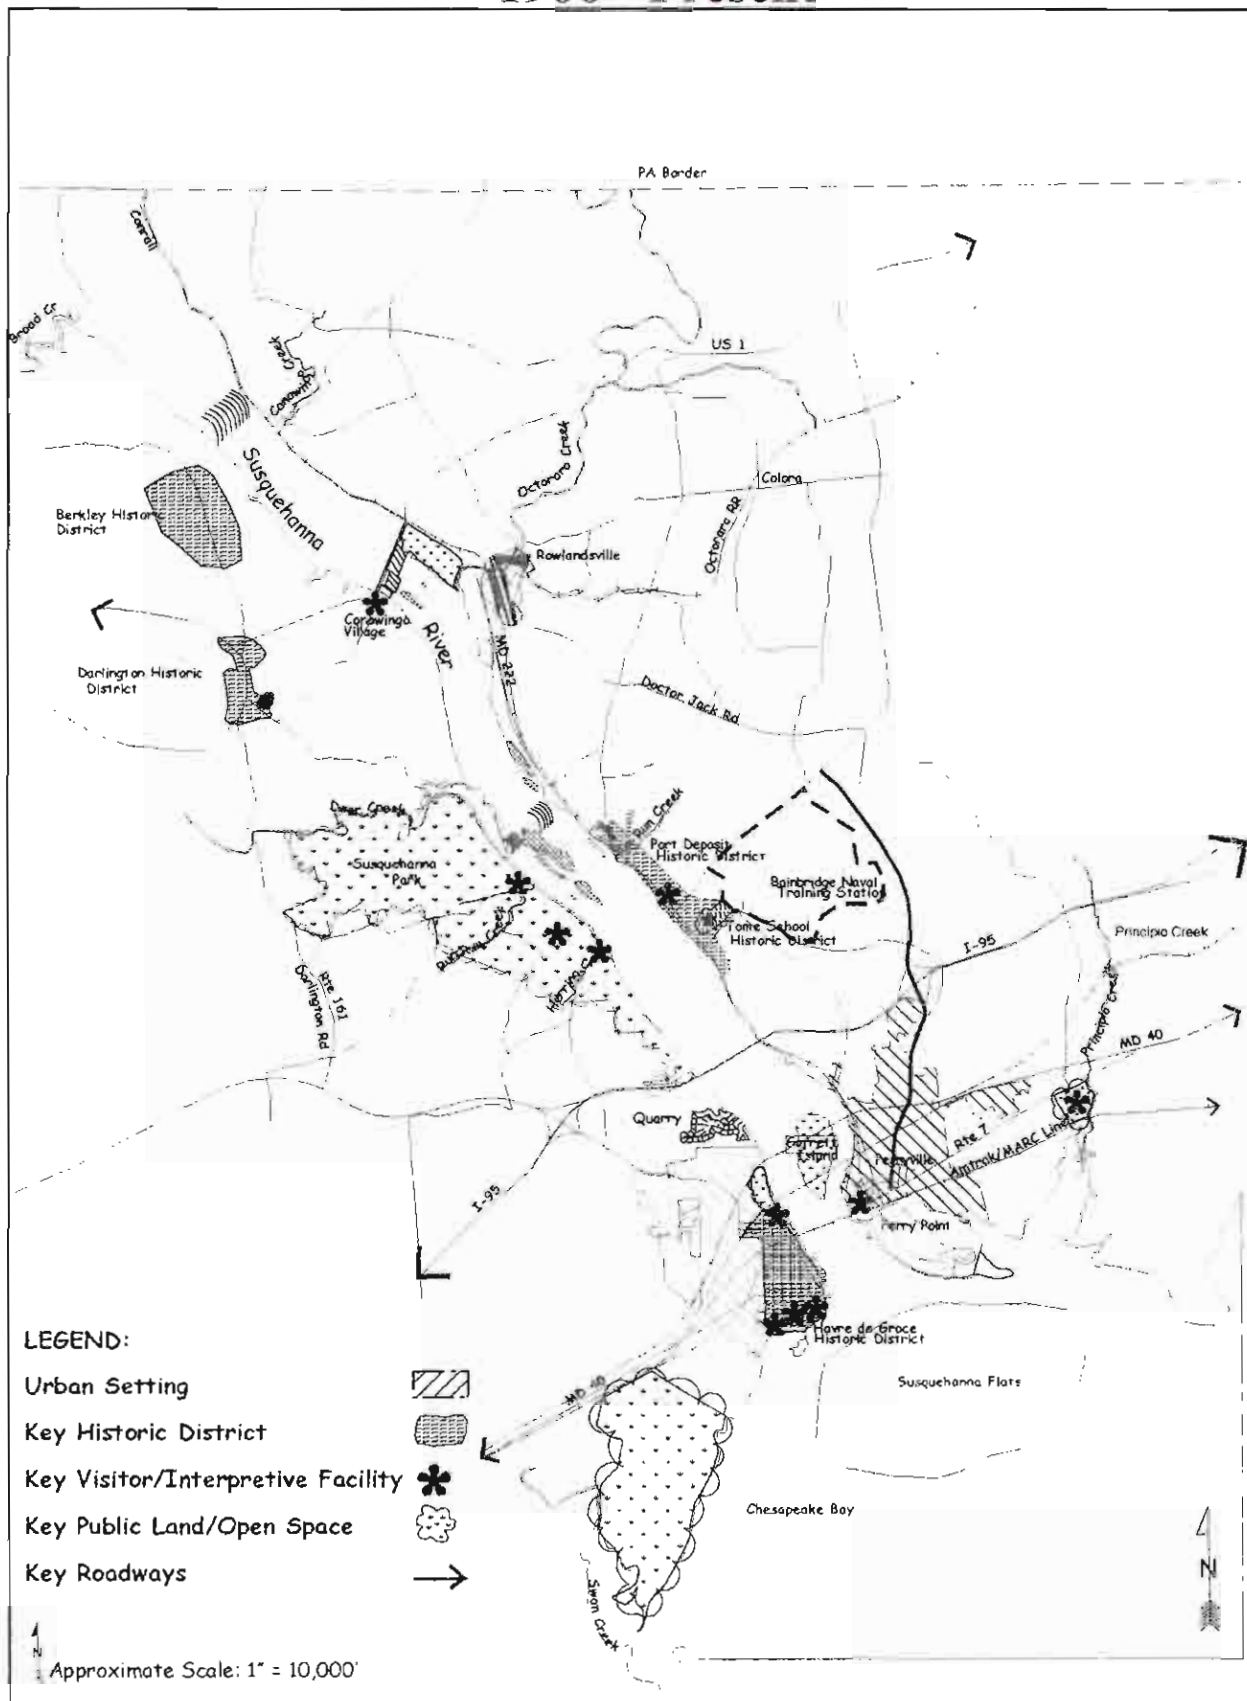 PA Border
Conrail
Broad Cr
Conowingo Creek
US 1
Susquehanna
River
Octoraro Creek
Colora
Octoraro RR
Berkley Historic
District
Rowlandsville
Conowingo
Village
MD 222
Darlington Historic
District
Doctor Jack Rd
Deer Creek
Run Creek
Port Deposit
Historic District
Susquehanna
Park
Bainbridge Naval
Training Station
Tome School
Historic District
Principio Creek
I-95
Herring
Rte 161
Darlington Rd
Principio Creek
MD 40
Quarry
Garrett
Island
Rte 7
Perryville
Amtrak/MARC Line
I-95
Perry Point
Havre de Grace
Historic District
MD 40
Susquehanna Flats
Chesapeake Bay
Swan Creek
LEGEND:
Urban Setting
Key Historic District
Key Visitor/Interpretive Facility
Key Public Land/Open Space
Key Roadways
N
N
Approximate Scale: 1" = 10,000'